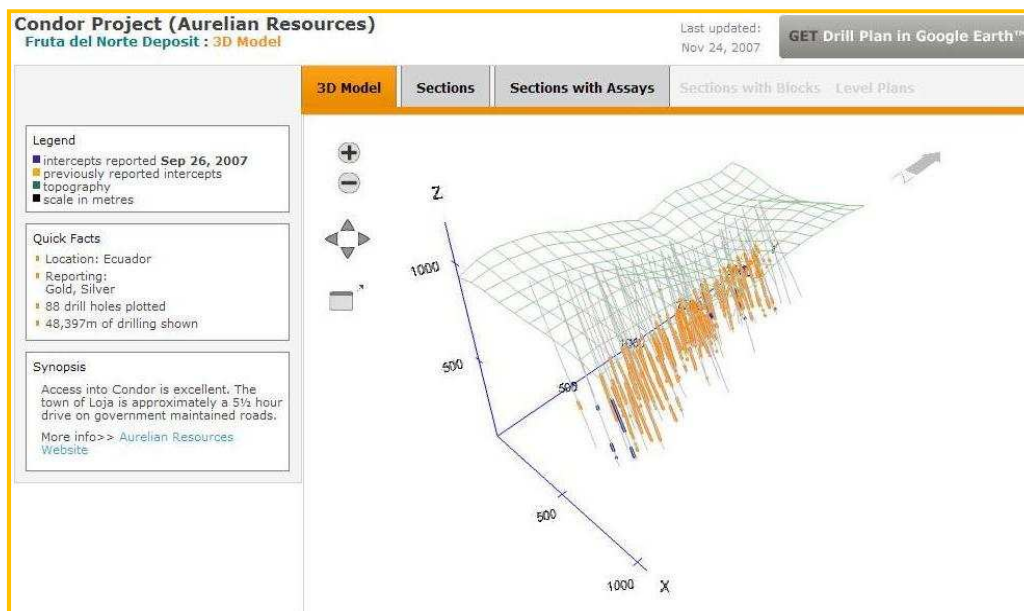 Condor Project (Aurelian Resources)
Fruta del Norte Deposit : 3D Model
Last updated:
Nov 24, 2007
GET Drill Plan in Google Earth™
3D Model
Sections
Sections with Assays
Sections with Blocks
Level Plans
Legend
intercepts reported Sep 26, 2007
previously reported intercepts
topography
scale in metres
Quick Facts
Location: Ecuador
Reporting:
Gold, Silver
88 drill holes plotted
48,397m of drilling shown
Synopsis
Access into Condor is excellent. The
town of Loja is approximately a 5½ hour
drive on government maintained roads.
More info>> Aurelian Resources
Website
Z
1000
500
500
500
1000
X